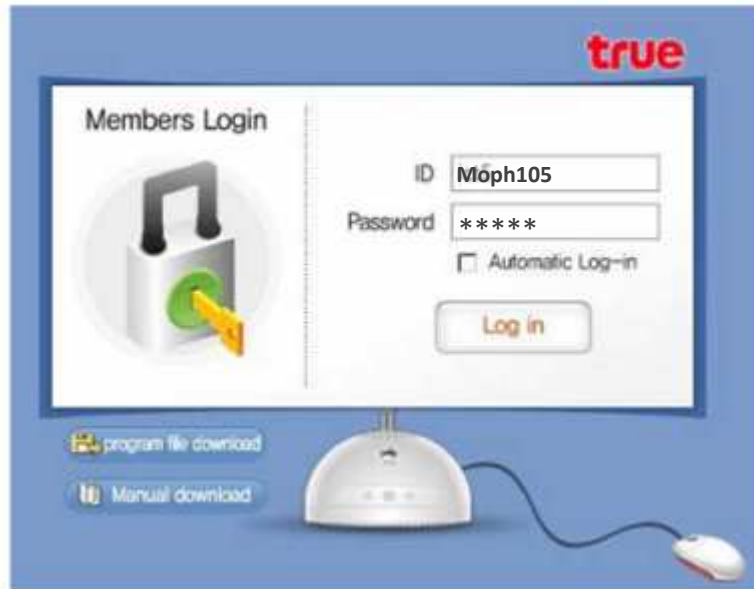 true
Members Login
ID Moph105
Password *****
Automatic Log-in
Log in
program file download
Manual download